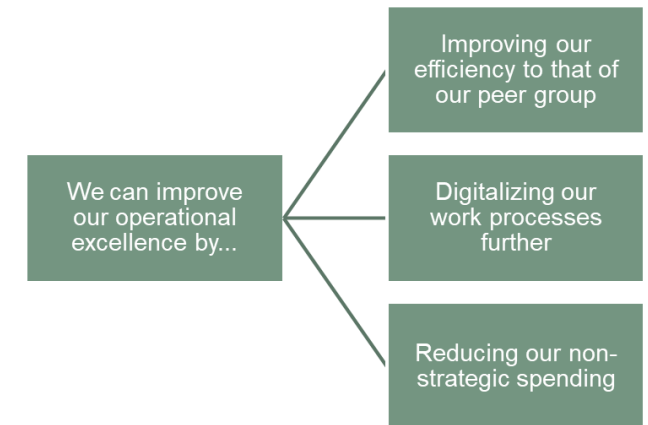 We can improve
our operational
excellence by...
Improving our
efficiency to that of
our peer group
Digitalizing our
work processes
further
Reducing our non-
strategic spending